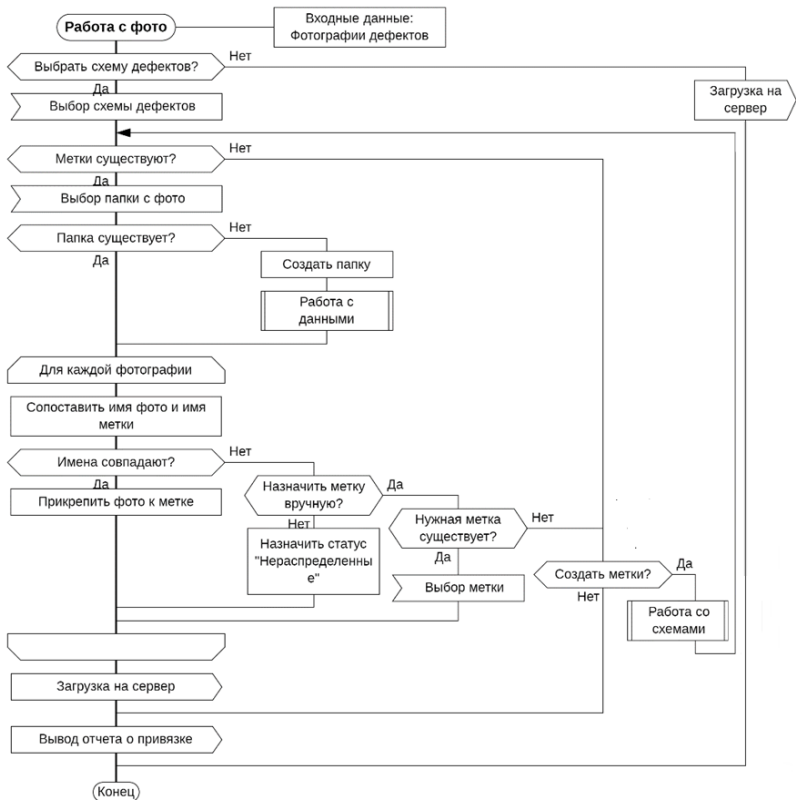 Работа с фото
Входные данные:
Фотографии дефектов
Выбрать схему дефектов?
Нет
Да
Загрузка на
сервер
Выбор схемы дефектов
Метки существуют?
Нет
Да
Выбор папки с фото
Папка существует?
Нет
Да
Создать папку
Работа с
данными
Для каждой фотографии
Сопоставить имя фото и имя
метки
Имена совпадают?
Нет
Да
Прикрепить фото к метке
Назначить метку
вручную?
Да
Нет
Назначить статус
"Нераспределенны
е"
Нужная метка
существует?
Нет
Да
Выбор метки
Создать метки?
Да
Нет
Работа со
схемами
Загрузка на сервер
Вывод отчета о привязке
Конец